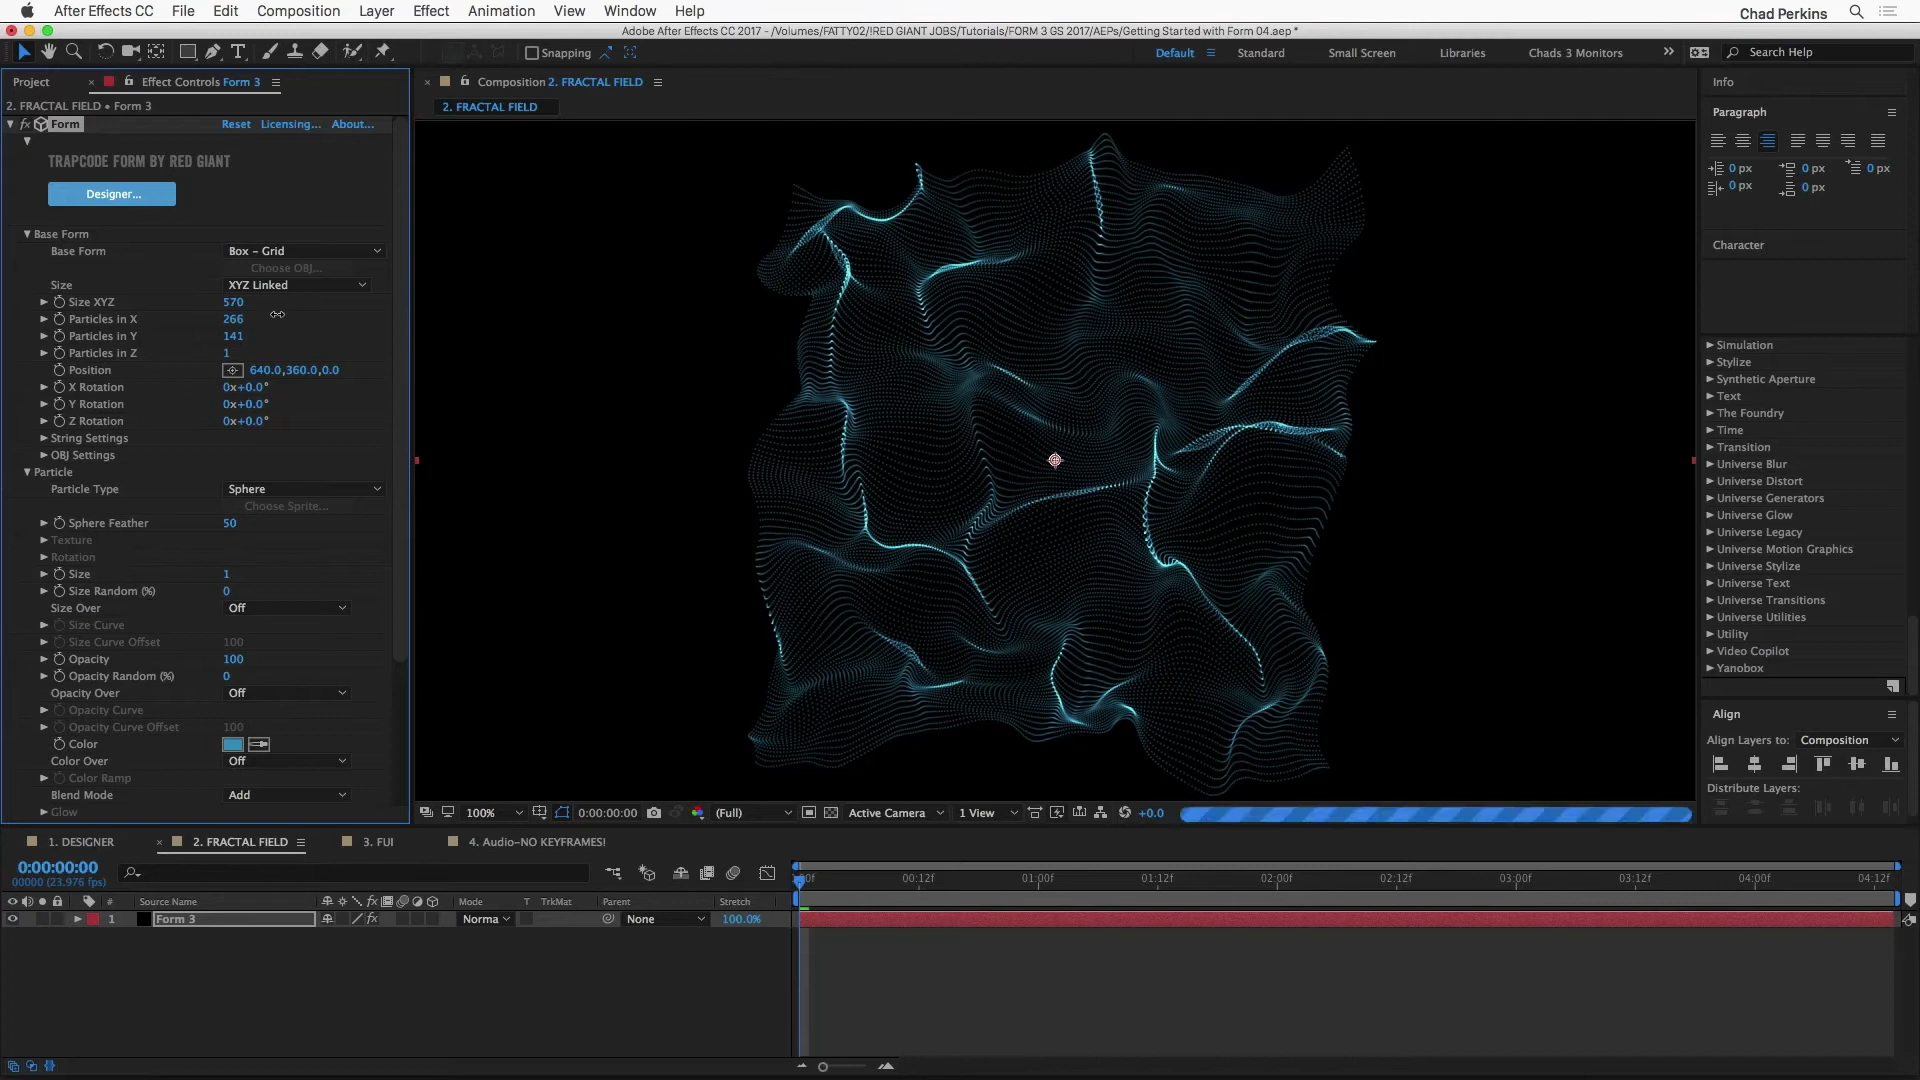 After Effects CC File Edit Composition Layer Effect Animation View Window Help Chad Perkins
Adobe After Effects CC 2017 - /Volumes/FATTY02/!RED GIANT JOBS/Tutorials/FORM 3 GS 2017/AEPs/Getting Started with Form 04.aep *
Snapping Default Standard Small Screen Libraries Chads 3 Monitors Search Help
Project Effect Controls Form 3
2. FRACTAL FIELD • Form 3
fx Form Reset Licensing... About...
TRAPCODE FORM BY RED GIANT
Designer...
Base Form
Base Form Box - Grid
Choose OBJ...
Size XYZ Linked
Size XYZ 570
Particles in X 266
Particles in Y 141
Particles in Z 1
Position 640.0,360.0,0.0
X Rotation 0x+0.0°
Y Rotation 0x+0.0°
Z Rotation 0x+0.0°
String Settings
OBJ Settings
Particle
Particle Type Sphere
Choose Sprite...
Sphere Feather 50
Texture
Rotation
Size 1
Size Random (%) 0
Size Over Off
Size Curve
Size Curve Offset 100
Opacity 100
Opacity Random (%) 0
Opacity Over Off
Opacity Curve
Opacity Curve Offset 100
Color
Color Over Off
Color Ramp
Blend Mode Add
Glow
Composition 2. FRACTAL FIELD
2. FRACTAL FIELD
100% 0:00:00:00 (Full) Active Camera 1 View +0.0
Info
Paragraph
0 px 0 px 0 px
0 px 0 px
Character
Simulation
Stylize
Synthetic Aperture
Text
The Foundry
Time
Transition
Universe Blur
Universe Distort
Universe Generators
Universe Glow
Universe Legacy
Universe Motion Graphics
Universe Stylize
Universe Text
Universe Transitions
Universe Utilities
Utility
Video Copilot
Yanobox
Align
Align Layers to: Composition
Distribute Layers:
1. DESIGNER 2. FRACTAL FIELD 3. FUI 4. Audio-NO KEYFRAMES!
0:00:00:00
00000 (23.976 fps)
00:12f 01:00f 01:12f 02:00f 02:12f 03:00f 03:12f 04:00f 04:12f
# Source Name fx Mode T TrkMat Parent Stretch
1 Form 3 fx Norma None 100.0%